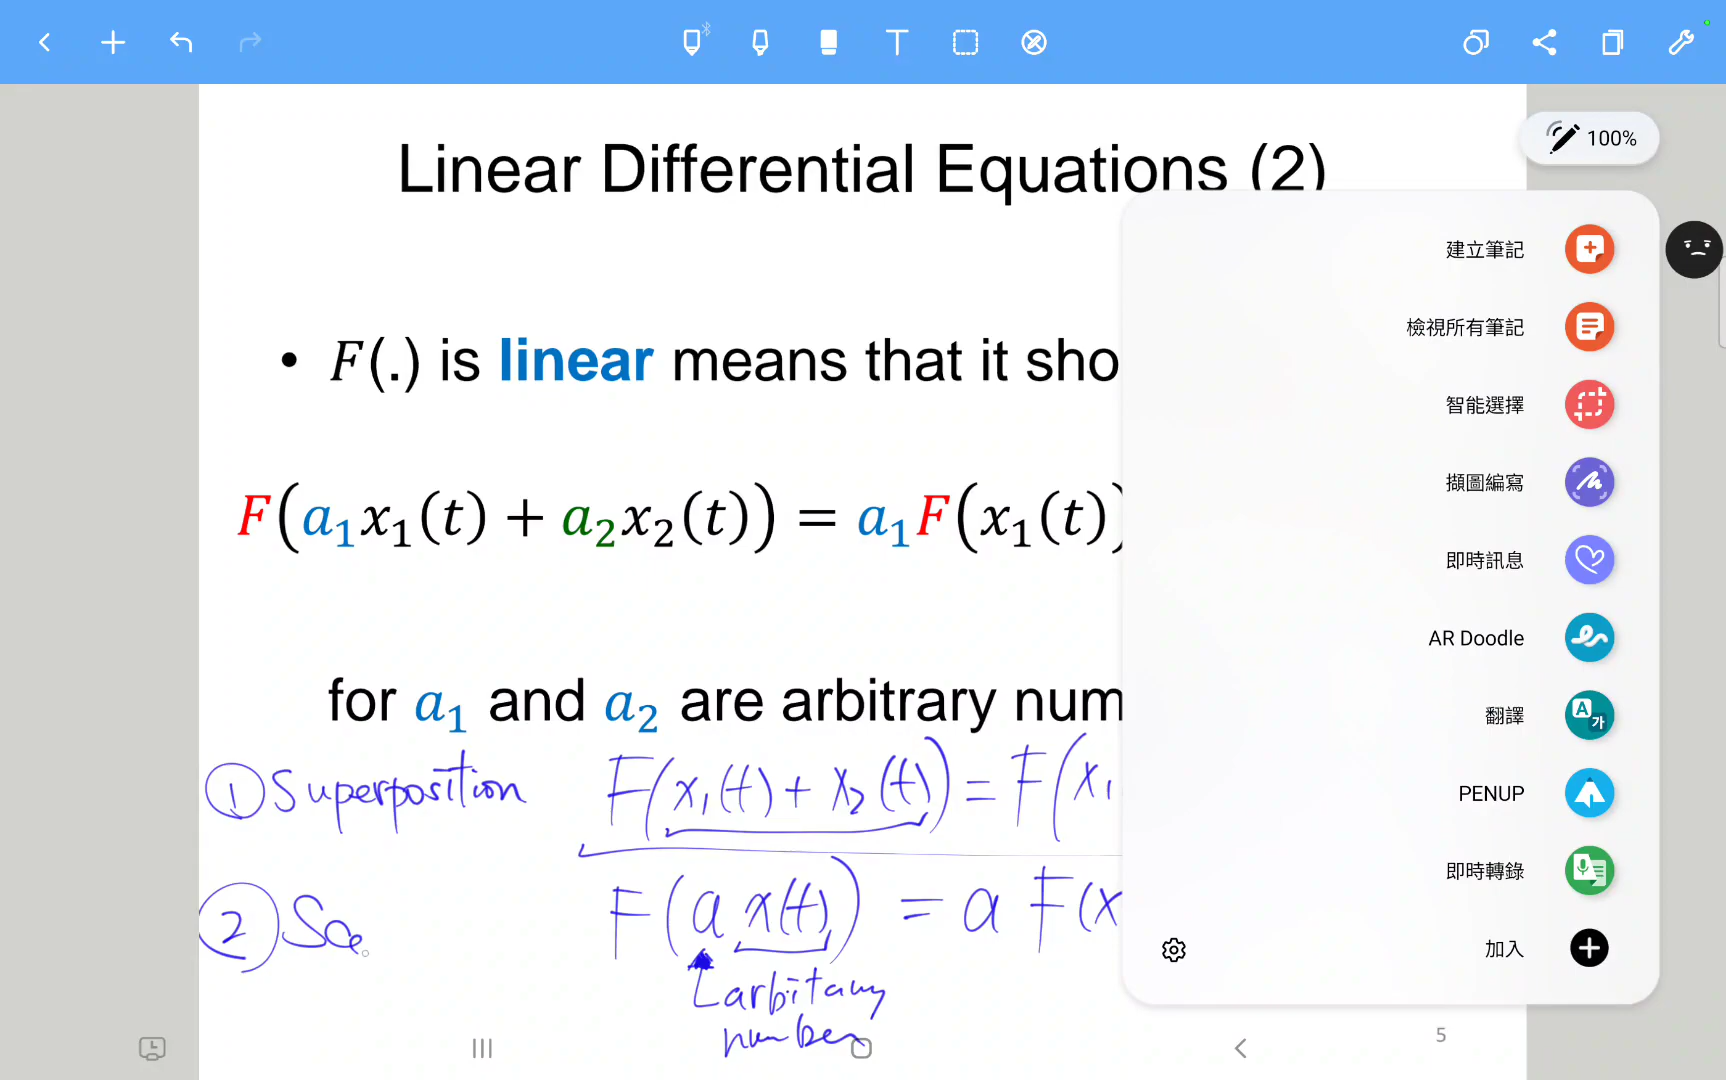 100%
Linear Differential Equations (2)
建立筆記
檢視所有筆記
智能選擇
擷圖編寫
即時訊息
AR Doodle
翻譯
PENUP
即時轉錄
加入
• F(.) is linear means that it sho
F(a₁x₁(t) + a₂x₂(t)) = a₁F(x₁(t))
for a₁ and a₂ are arbitrary num
① Superposition F(x₁(t) + x₂(t)) = F(x₁
② Sca F(a x(t)) = a F(x
arbitrary
number
5